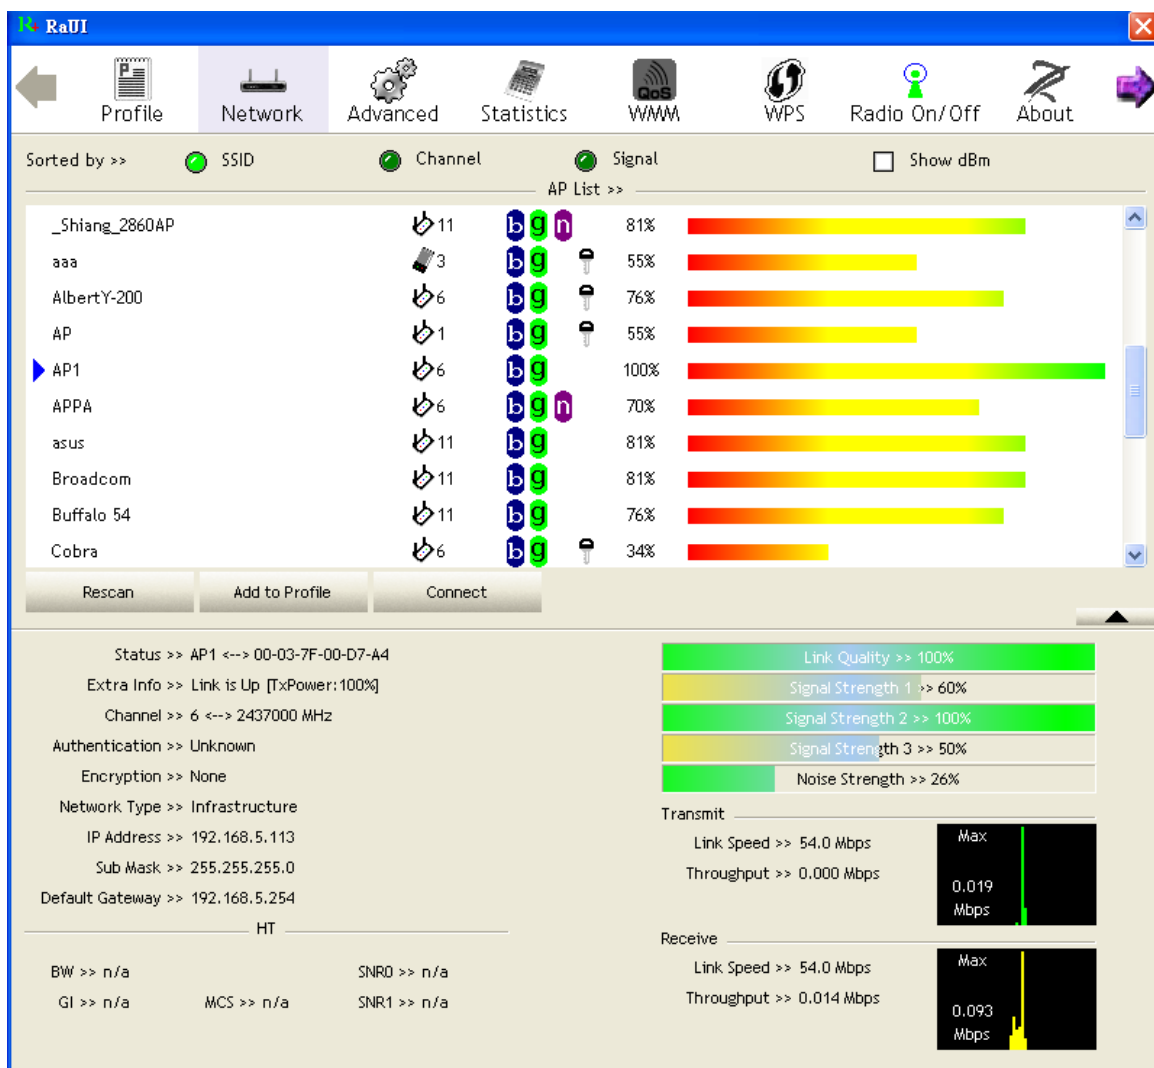 RaUI
Profile Network Advanced Statistics QoS WMM WPS Radio On/Off About
Sorted by >> SSID Channel Signal Show dBm
AP List >>
_Shiang_2860AP 11 b g n 81%
aaa 3 b g 55%
AlbertY-200 6 b g 76%
AP 1 b g 55%
AP1 6 b g 100%
APPA 6 b g n 70%
asus 11 b g 81%
Broadcom 11 b g 81%
Buffalo 54 11 b g 76%
Cobra 6 b g 34%
Rescan Add to Profile Connect
Status >> AP1 <--> 00-03-7F-00-D7-A4
Extra Info >> Link is Up [TxPower:100%]
Channel >> 6 <--> 2437000 MHz
Authentication >> Unknown
Encryption >> None
Network Type >> Infrastructure
IP Address >> 192.168.5.113
Sub Mask >> 255.255.255.0
Default Gateway >> 192.168.5.254
HT
BW >> n/a SNR0 >> n/a
GI >> n/a MCS >> n/a SNR1 >> n/a
Link Quality >> 100%
Signal Strength 1 >> 60%
Signal Strength 2 >> 100%
Signal Strength 3 >> 50%
Noise Strength >> 26%
Transmit
Link Speed >> 54.0 Mbps
Throughput >> 0.000 Mbps
Max
0.019
Mbps
Receive
Link Speed >> 54.0 Mbps
Throughput >> 0.014 Mbps
Max
0.093
Mbps